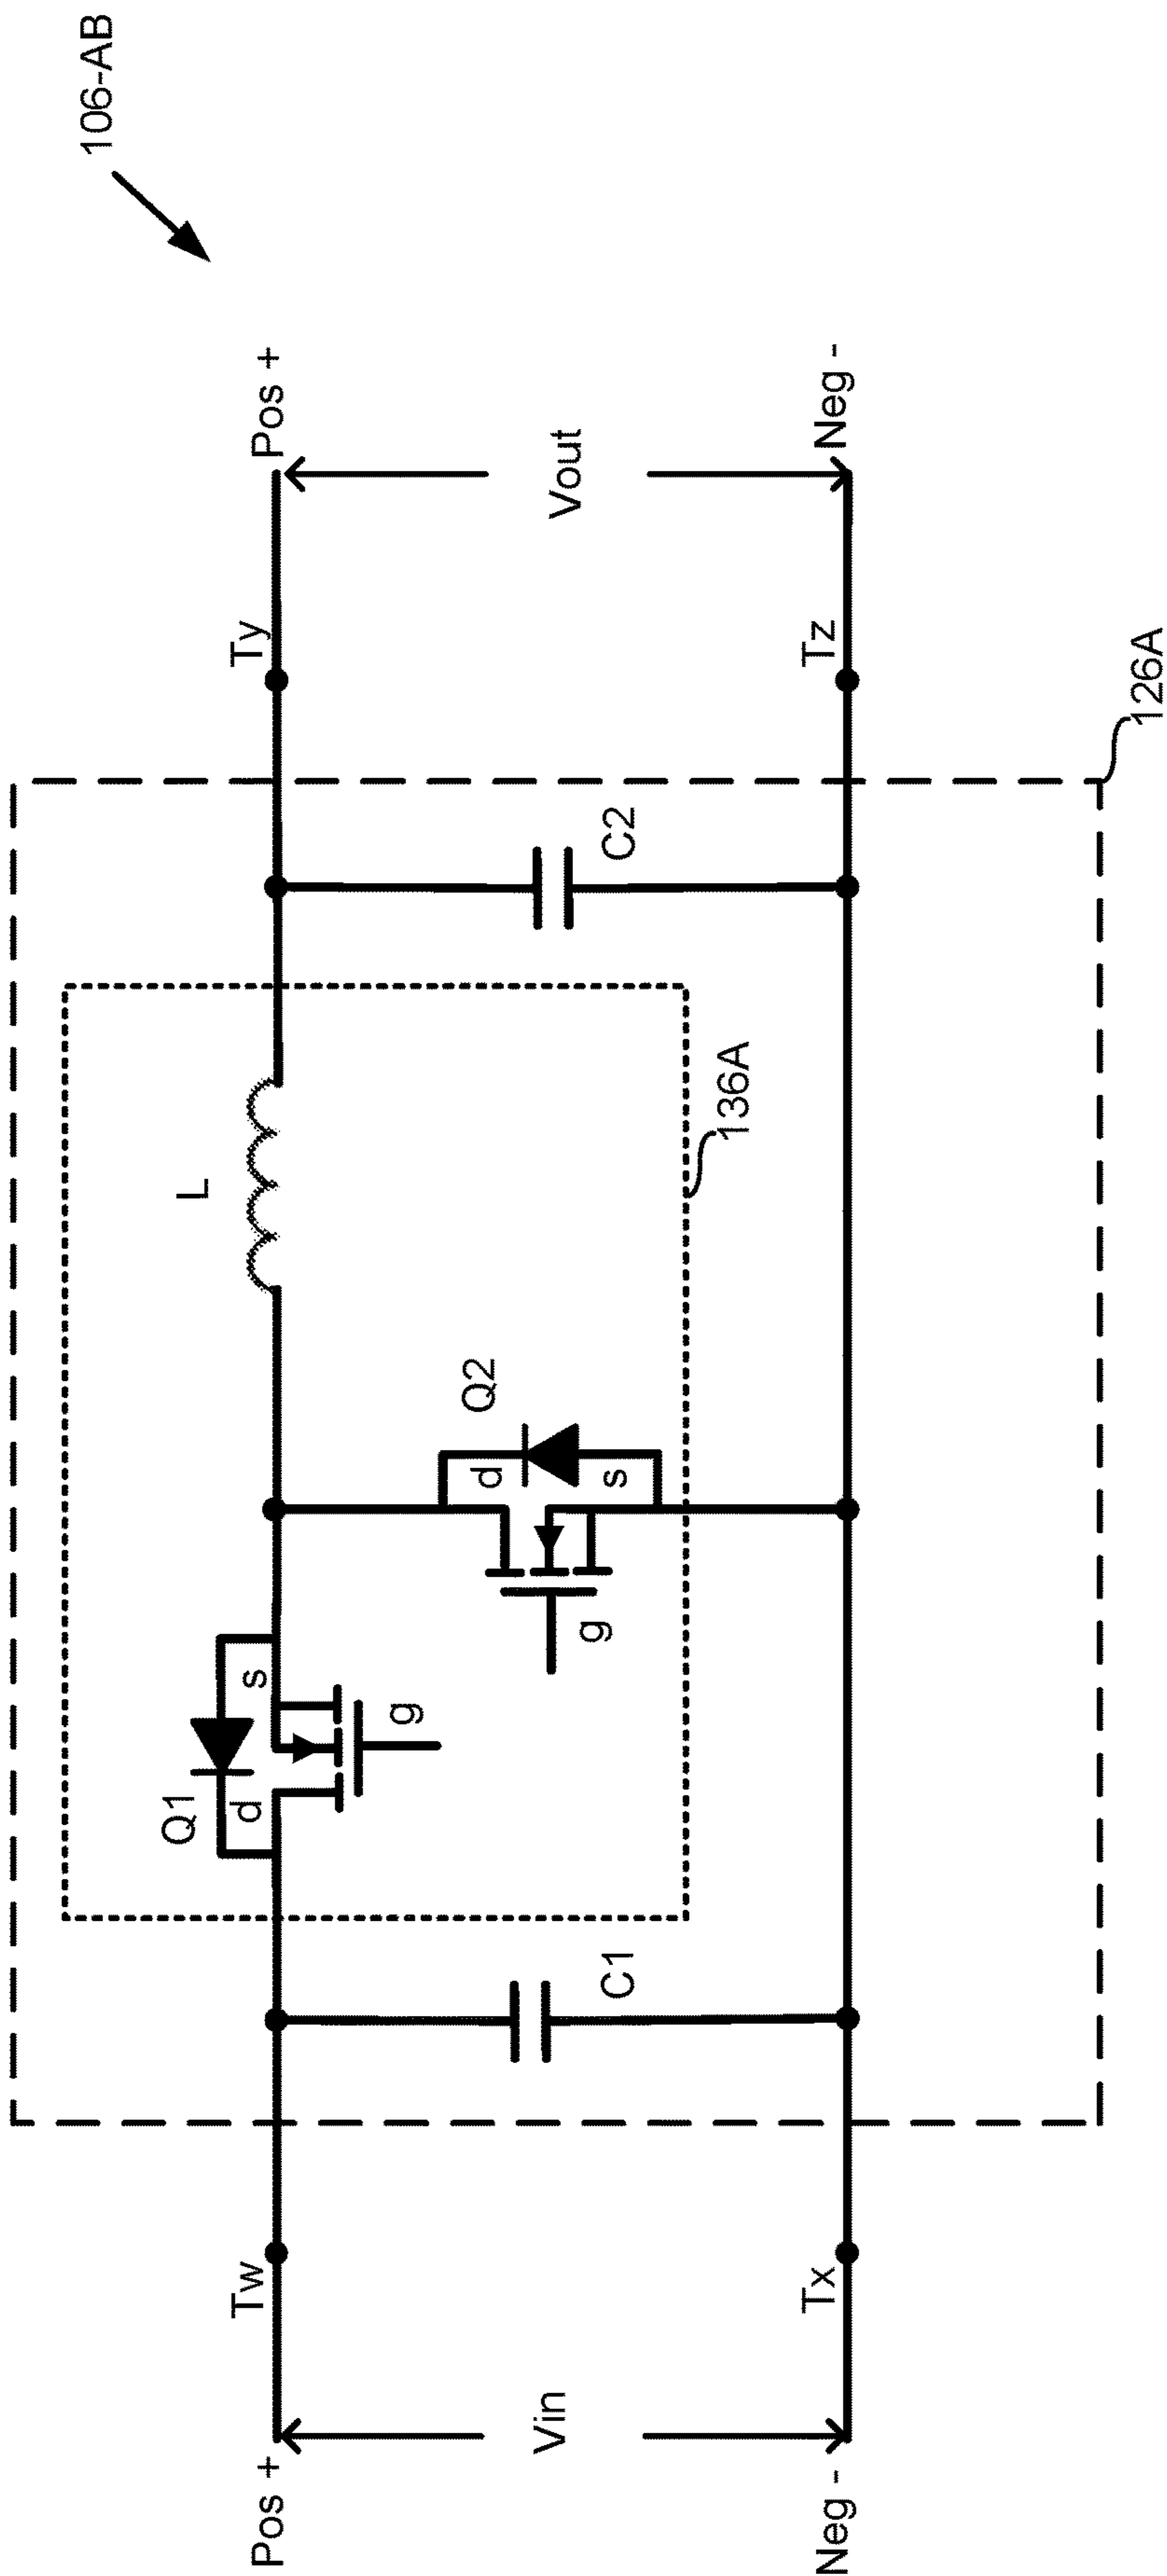 106-AB
Pos +
Tw
Q1
d
s
g
L
Ty
Pos +
Vin
C1
Q2
d
s
g
C2
Vout
136A
Neg -
Tx
Tz
Neg -
126A